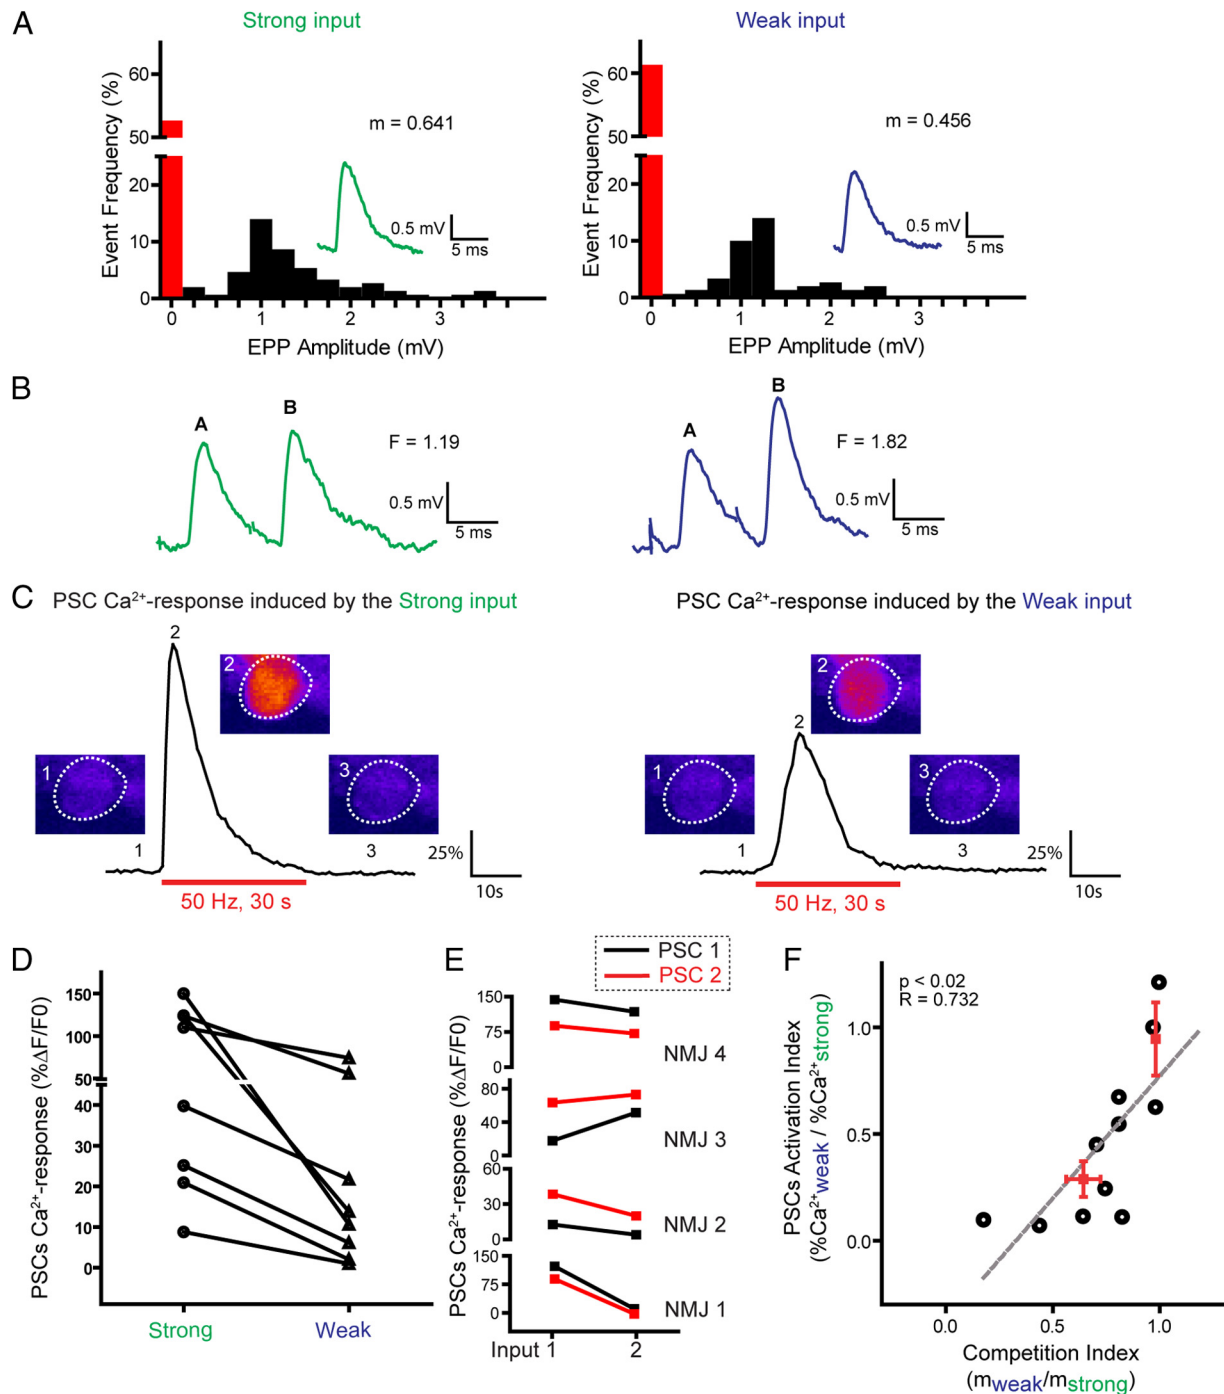 A
Strong input
Weak input
Event Frequency (%)
60
50
20
10
0
m = 0.641
0.5 mV
5 ms
0 1 2 3
EPP Amplitude (mV)
Event Frequency (%)
60
50
20
10
0
m = 0.456
0.5 mV
5 ms
0 1 2 3
EPP Amplitude (mV)
B
A
B
F = 1.19
0.5 mV
5 ms
A
B
F = 1.82
0.5 mV
5 ms
C
PSC Ca²⁺-response induced by the Strong input
2
2
1
3
1
3
25%
10s
50 Hz, 30 s
PSC Ca²⁺-response induced by the Weak input
2
2
1
3
1
3
25%
10s
50 Hz, 30 s
D
PSCs Ca²⁺-response (%ΔF/F0)
150
100
50
40
30
20
10
0
Strong
Weak
E
PSC 1
PSC 2
PSCs Ca²⁺-response (%ΔF/F0)
150
75
0
NMJ 4
80
40
0
NMJ 3
60
30
0
NMJ 2
150
75
0
NMJ 1
Input 1 2
F
p < 0.02
R = 0.732
PSCs Activation Index
(%Ca²⁺weak / %Ca²⁺strong)
1.0
0.5
0.0
0.0 0.5 1.0
Competition Index
(mweak/mstrong)